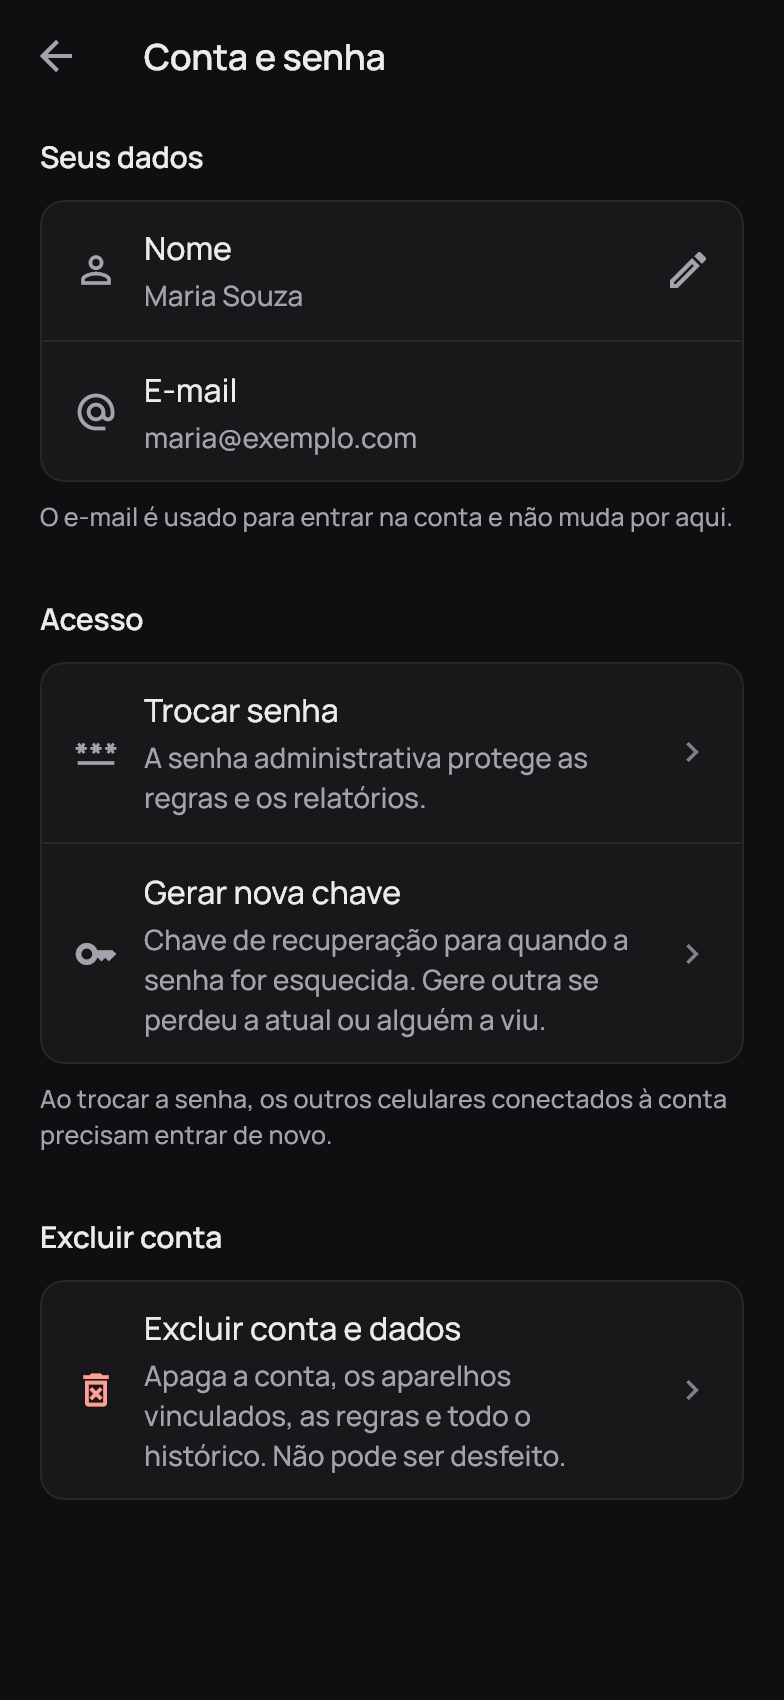 Conta e senha
Seus dados
Nome
Maria Souza
E-mail
maria@exemplo.com
O e-mail é usado para entrar na conta e não muda por aqui.
Acesso
Trocar senha
A senha administrativa protege as
regras e os relatórios.
Gerar nova chave
Chave de recuperação para quando a
senha for esquecida. Gere outra se
perdeu a atual ou alguém a viu.
Ao trocar a senha, os outros celulares conectados à conta
precisam entrar de novo.
Excluir conta
Excluir conta e dados
Apaga a conta, os aparelhos
vinculados, as regras e todo o
histórico. Não pode ser desfeito.